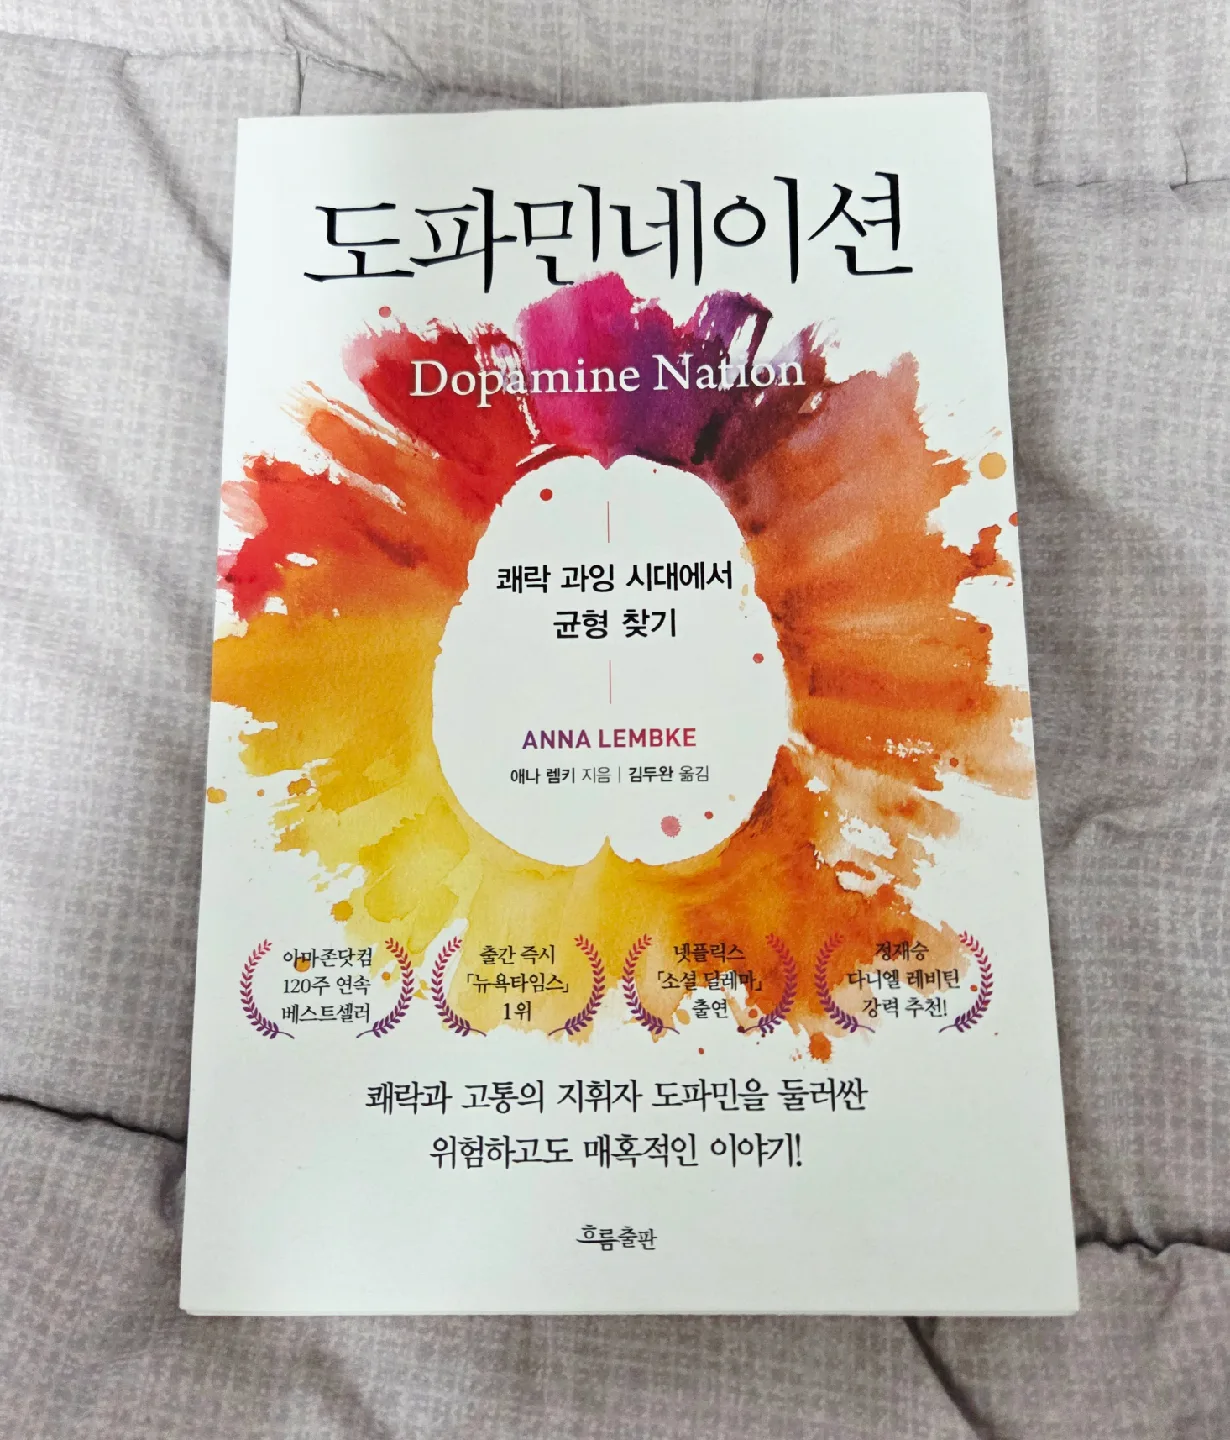 도파민네이션
Dopamine Nation
쾌락 과잉 시대에서
균형 찾기
ANNA LEMBKE
애나 렘키 지음 | 김두완 옮김
아마존닷컴
120주 연속
베스트셀러
출간 즉시
「뉴욕타임스」
1위
넷플릭스
「소셜 딜레마」
출연
정재승
다니엘 레비틴
강력 추천!
쾌락과 고통의 지휘자 도파민을 둘러싼
위험하고도 매혹적인 이야기!
흐름출판